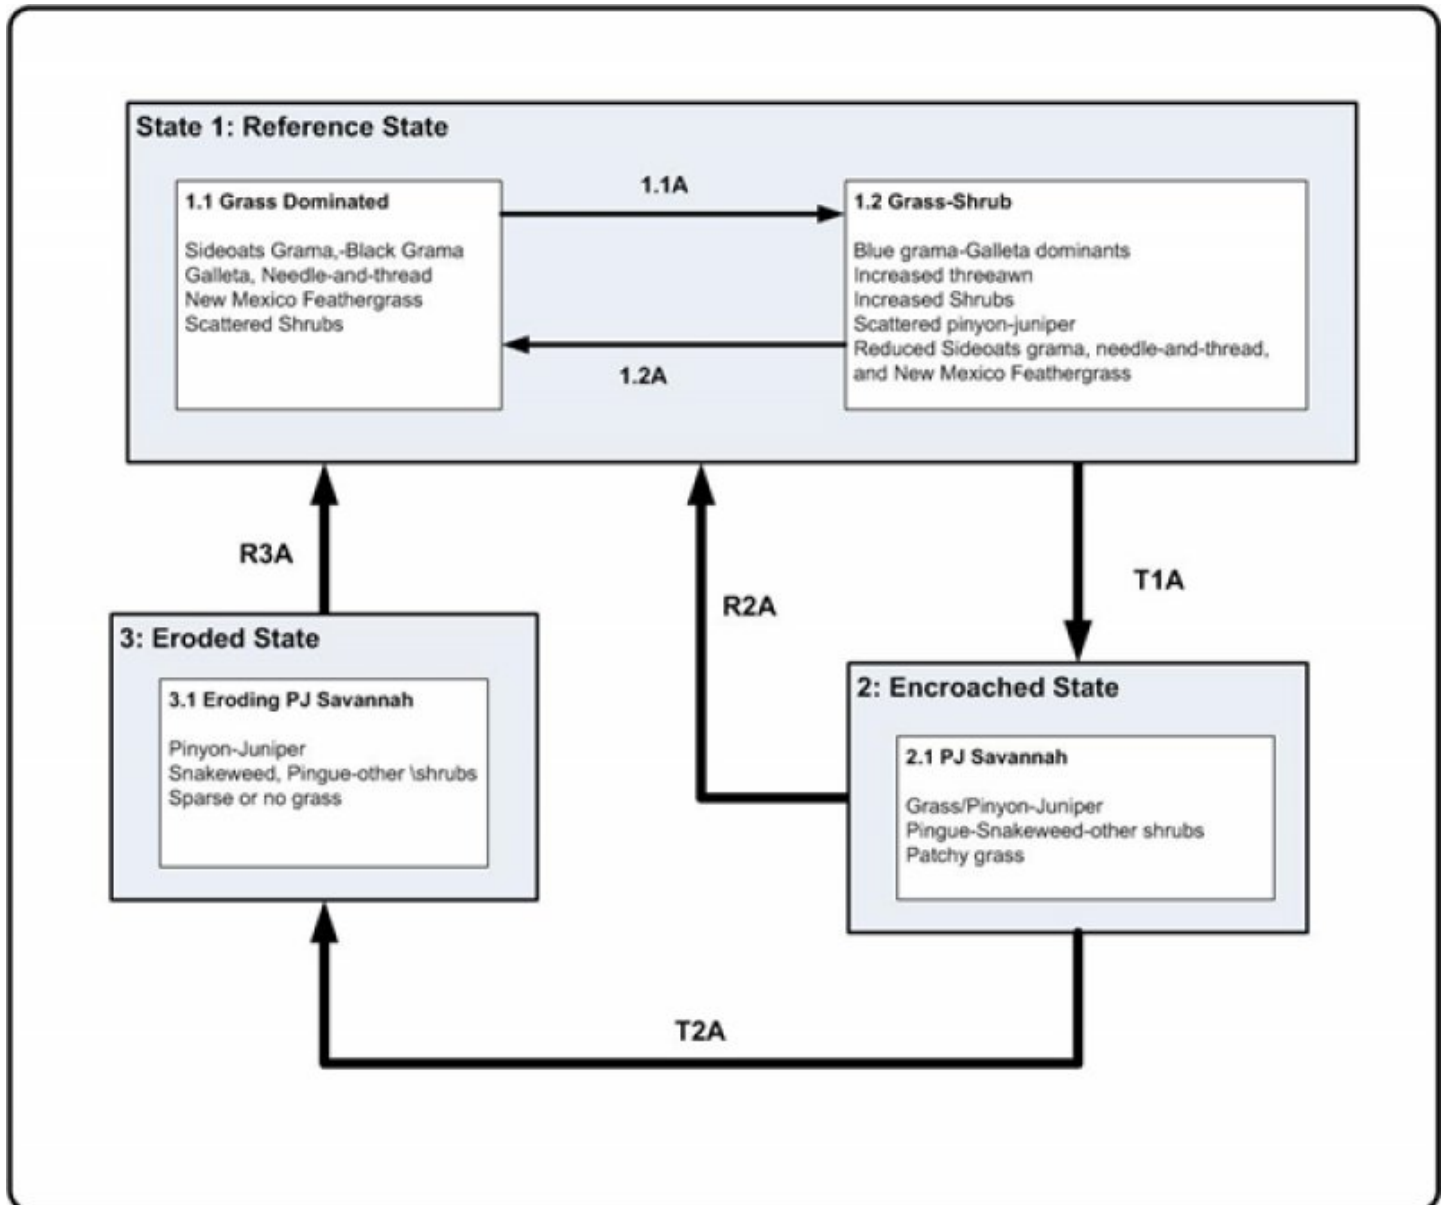 State 1: Reference State
1.1 Grass Dominated
Sideoats Grama,-Black Grama
Galleta, Needle-and-thread
New Mexico Feathergrass
Scattered Shrubs
1.1A
1.2A
1.2 Grass-Shrub
Blue grama-Galleta dominants
Increased threeawn
Increased Shrubs
Scattered pinyon-juniper
Reduced Sideoats grama, needle-and-thread,
and New Mexico Feathergrass
R3A
R2A
T1A
3: Eroded State
3.1 Eroding PJ Savannah
Pinyon-Juniper
Snakeweed, Pingue-other \shrubs
Sparse or no grass
2: Encroached State
2.1 PJ Savannah
Grass/Pinyon-Juniper
Pingue-Snakeweed-other shrubs
Patchy grass
T2A